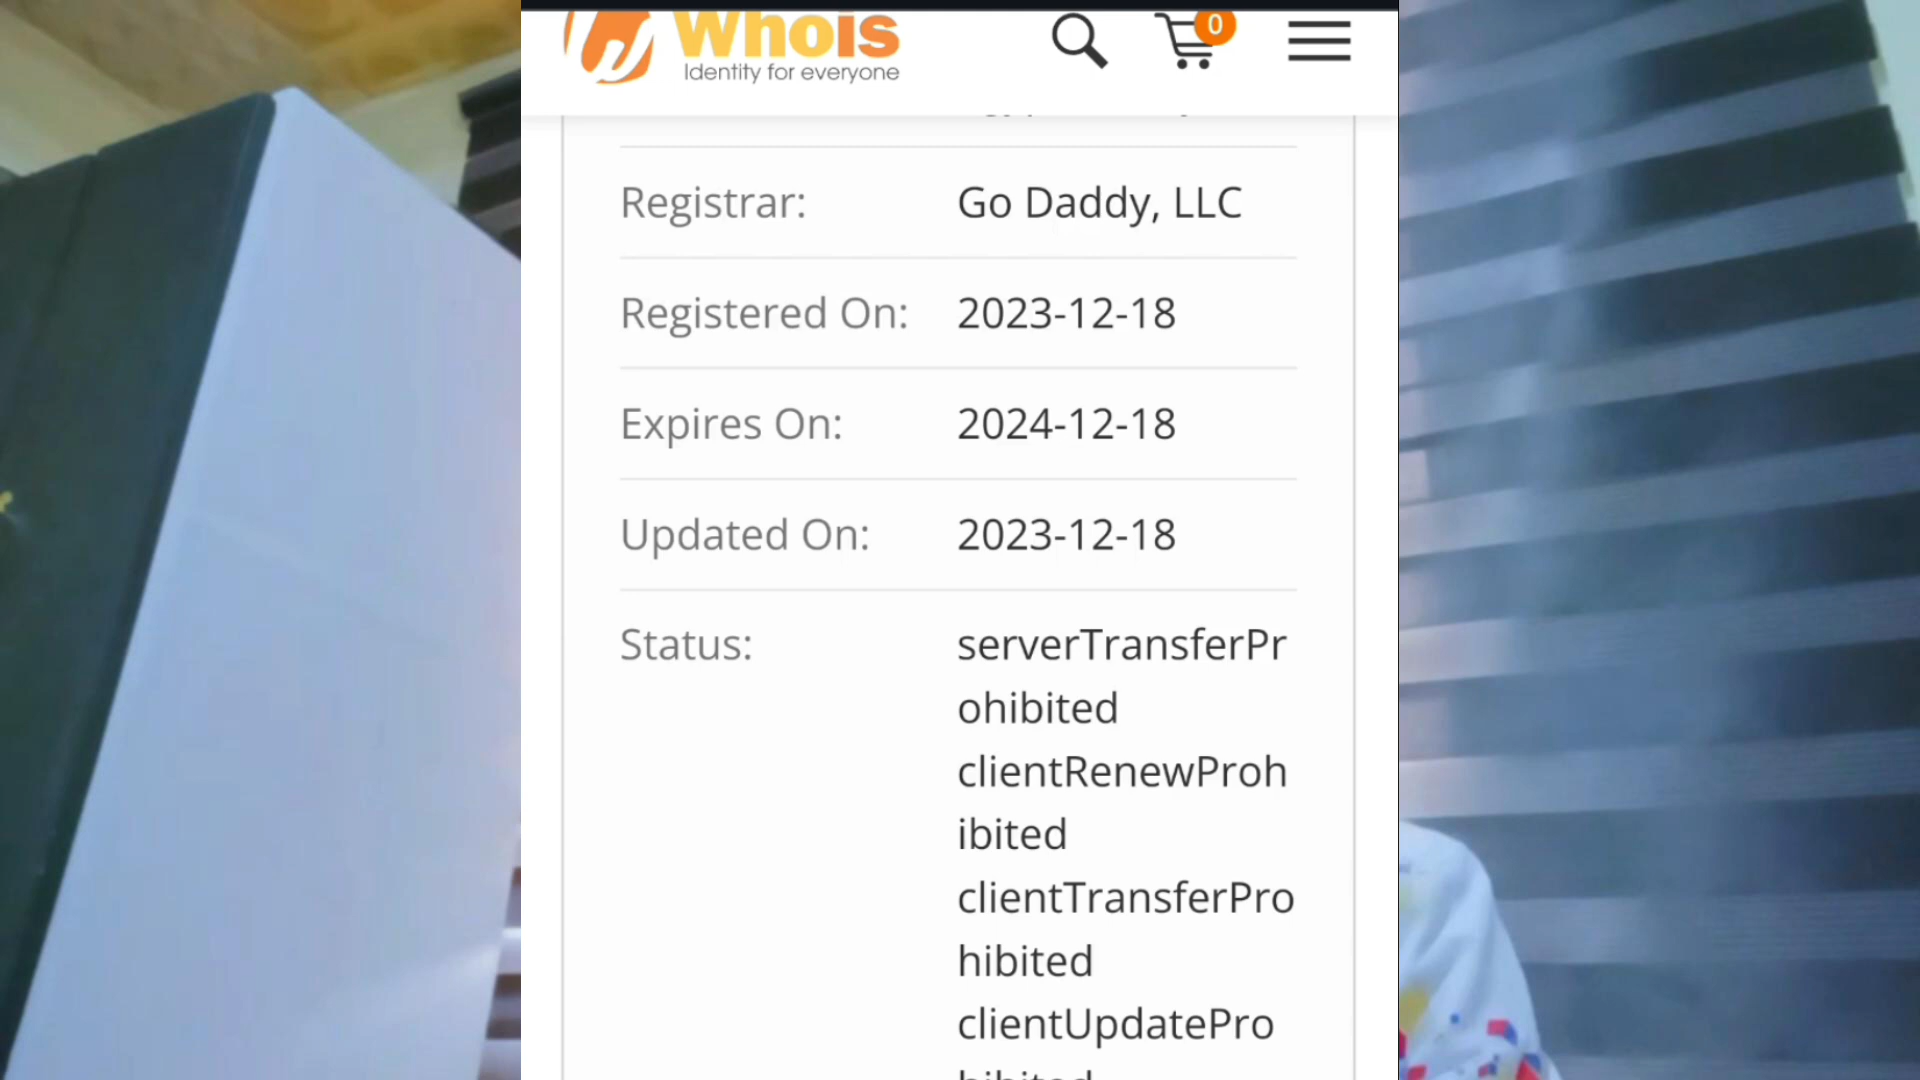 Whois
Identity for everyone
0
Registrar: Go Daddy, LLC
Registered On: 2023-12-18
Expires On: 2024-12-18
Updated On: 2023-12-18
Status: serverTransferPr
ohibited
clientRenewProh
ibited
clientTransferPro
hibited
clientUpdatePro